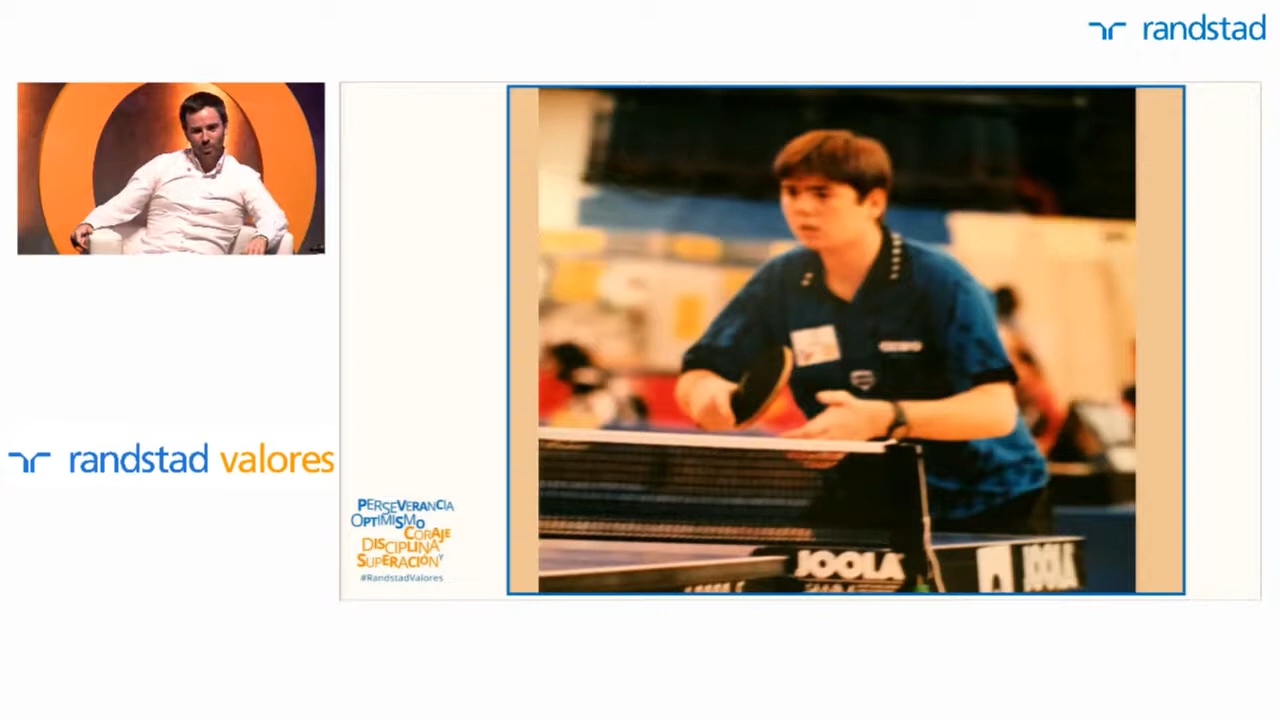 randstad
randstad valores
PERSEVERANCIA
OPTIMISMO
CORAJE
DISCIPLINA Y
SUPERACIÓN
#RandstadValores
JOOLA
JOOLA